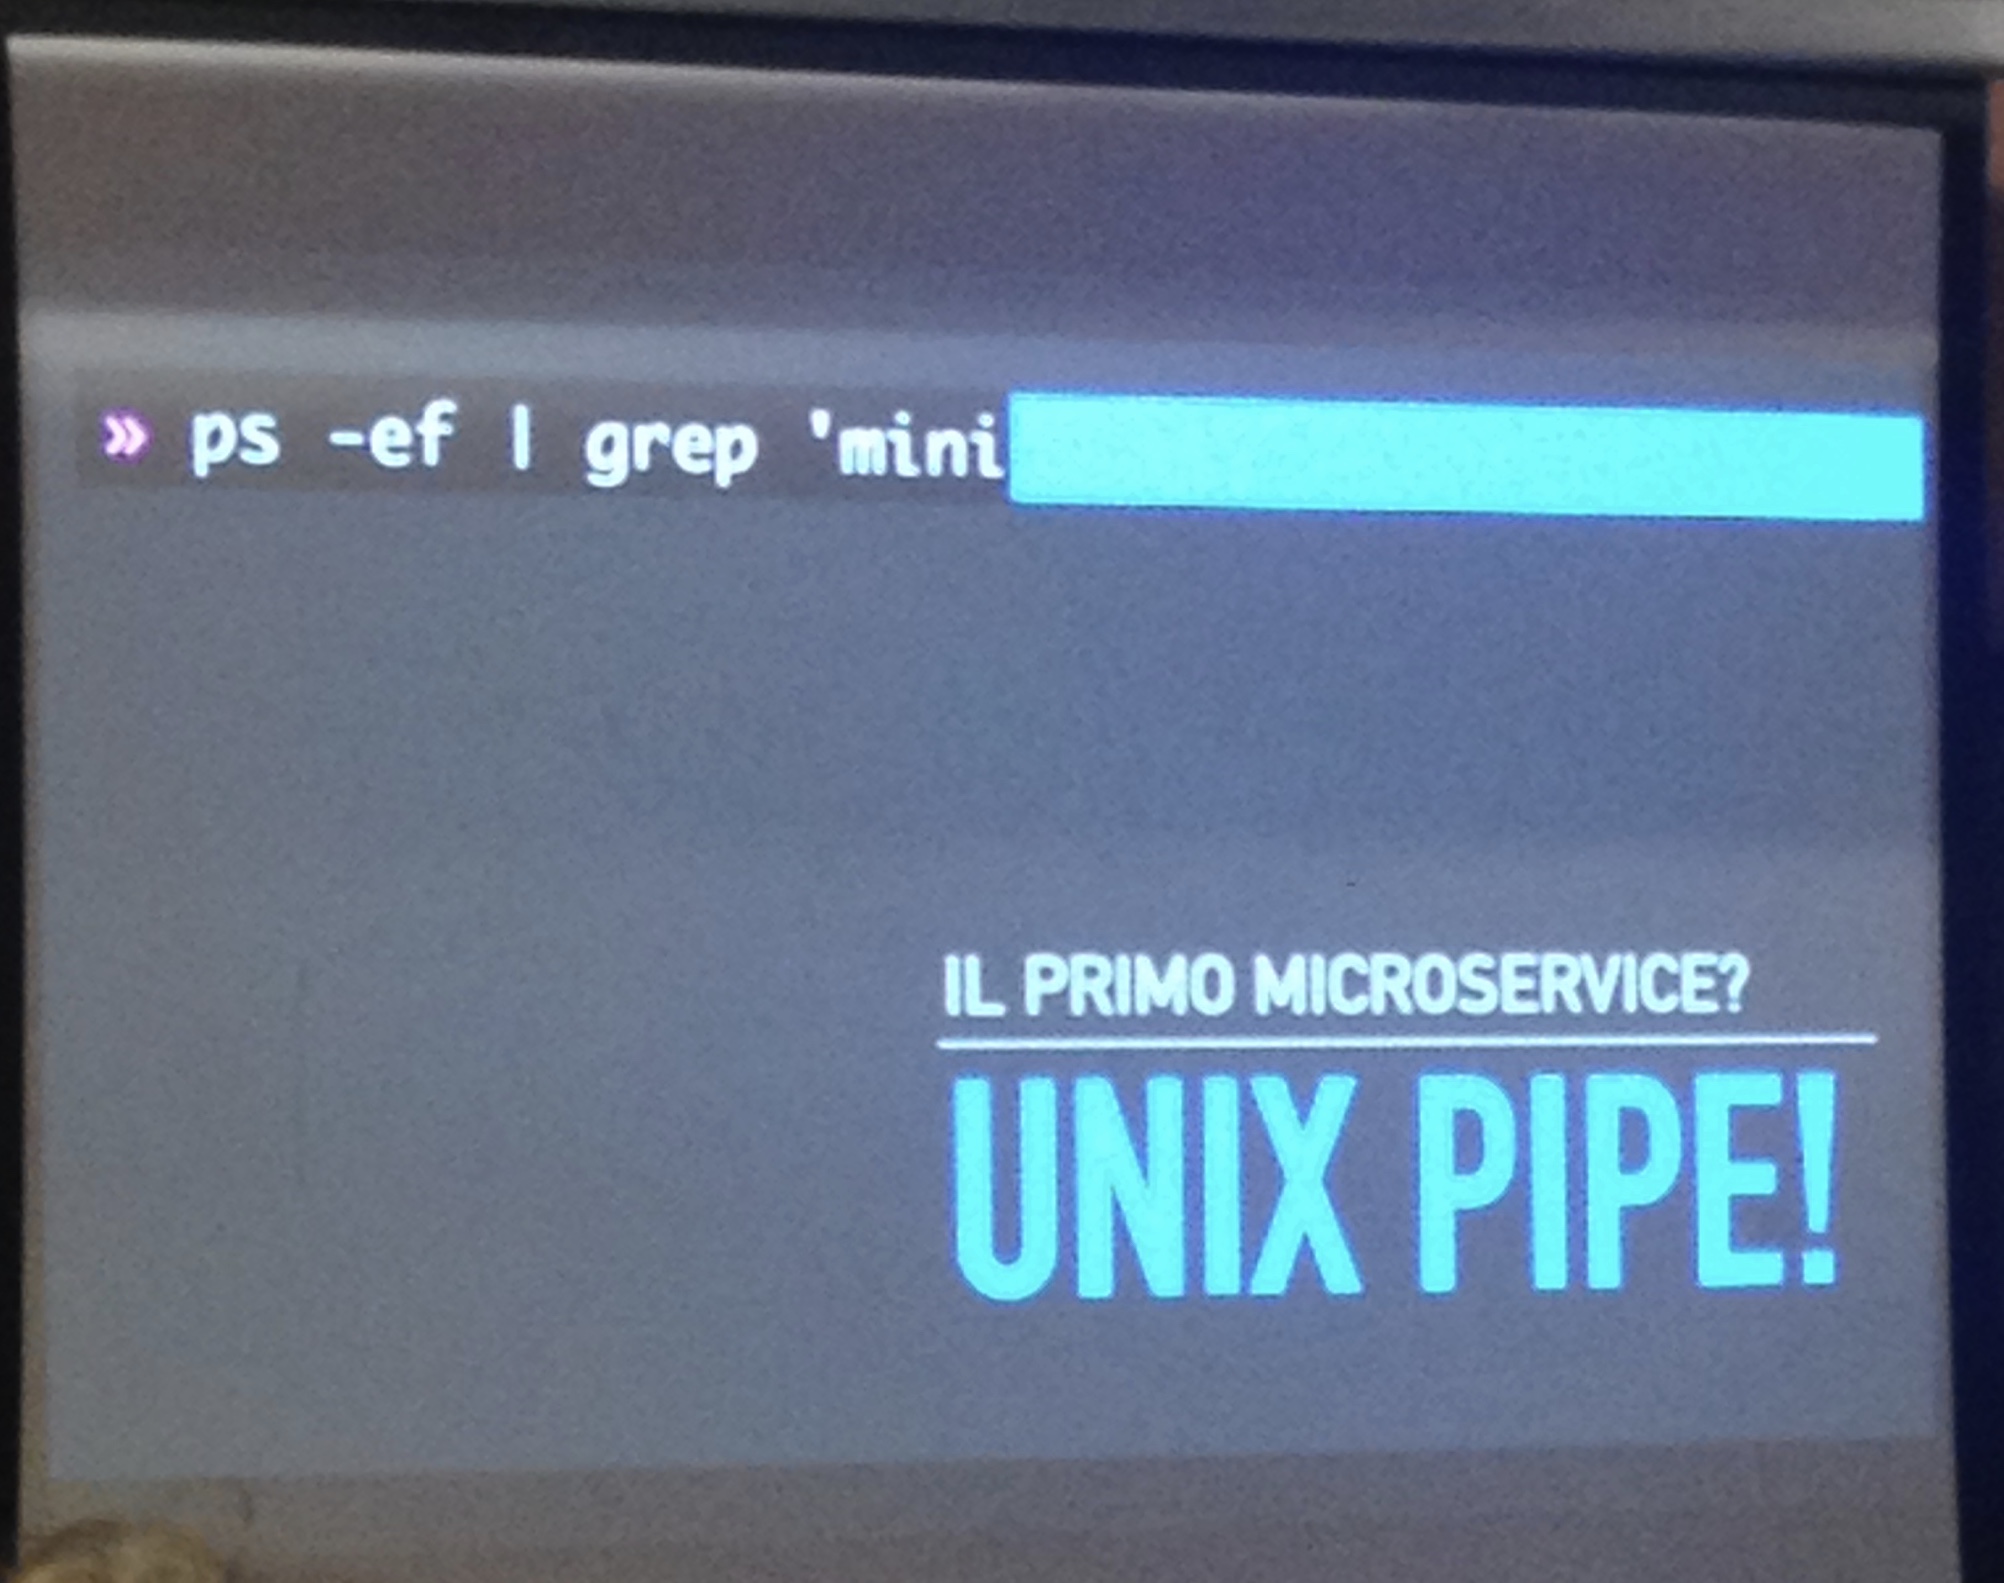 » ps -ef | grep 'mini
IL PRIMO MICROSERVICE?
UNIX PIPE!